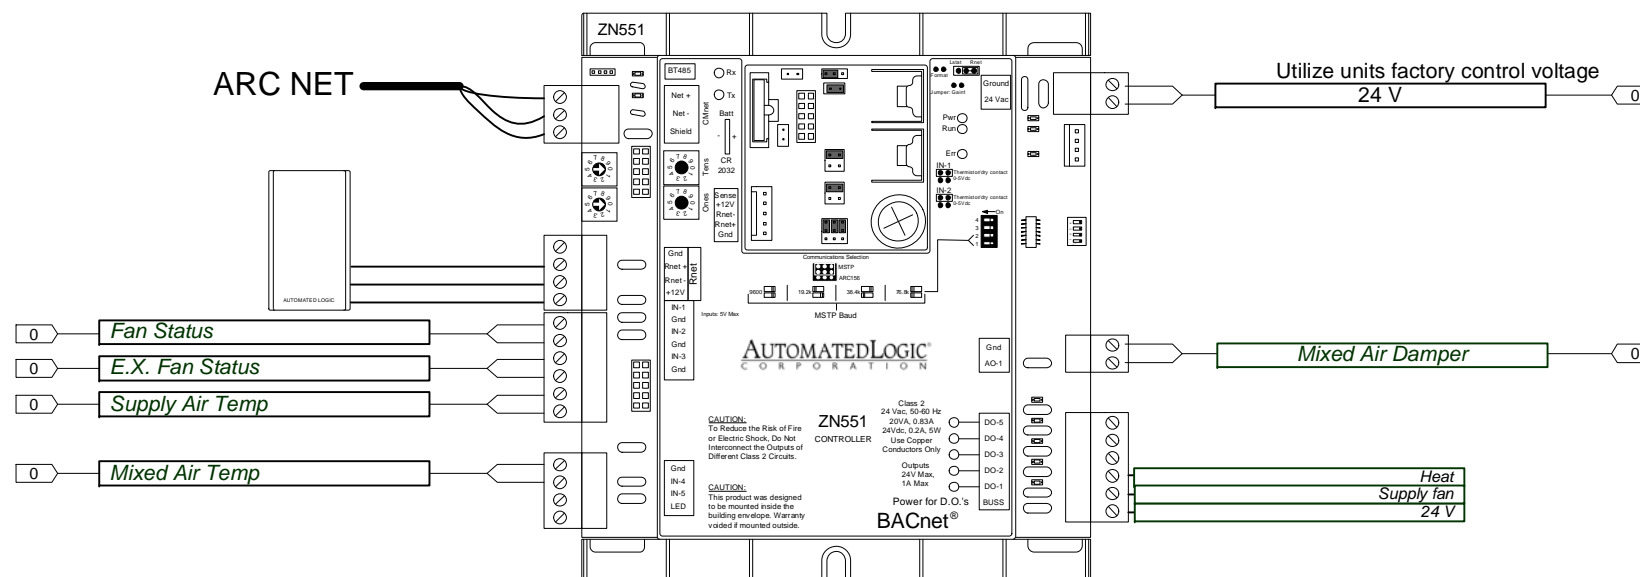 ZN551
ARC NET
BT485
Rx
Tx
Net +
Net -
Shield
CMnet
Batt
- +
CR
2032
Tens
Ones
Sense
+12V
Rnet-
Rnet+
Gnd
Format
Lstat Rnet
Ground
24 Vac
Pwr
Run
Err
IN-1
Thermistor/dry contact
0-5Vdc
IN-2
Thermistor/dry contact
0-5Vdc
On
4
3
2
1
Utilize units factory control voltage
24 V
0
AUTOMATED LOGIC
Gnd
Rnet +
Rnet -
+12V
Rnet
IN-1
Gnd
IN-2
Gnd
IN-3
Gnd
Inputs: 5V Max
Communications Selection
MSTP
ARC156
9600
19.2k
38.4k
76.8k
MSTP Baud
0
Fan Status
0
E.X. Fan Status
0
Supply Air Temp
0
Mixed Air Temp
AUTOMATEDLOGIC®
CORPORATION
Gnd
AO-1
Mixed Air Damper
0
CAUTION:
To Reduce the Risk of Fire
or Electric Shock, Do Not
Interconnect the Outputs of
Different Class 2 Circuits.
ZN551
CONTROLLER
Class 2
24 Vac, 50-60 Hz
20VA, 0.83A
24Vdc, 0.2A, 5W
Use Copper
Conductors Only
Outputs
24V Max,
1A Max
DO-5
DO-4
DO-3
DO-2
DO-1
BUSS
Gnd
IN-4
IN-5
LED
CAUTION:
This product was designed
to be mounted inside the
building envelope. Warranty
voided if mounted outside.
Power for D.O.'s
BACnet®
Heat
Supply fan
24 V